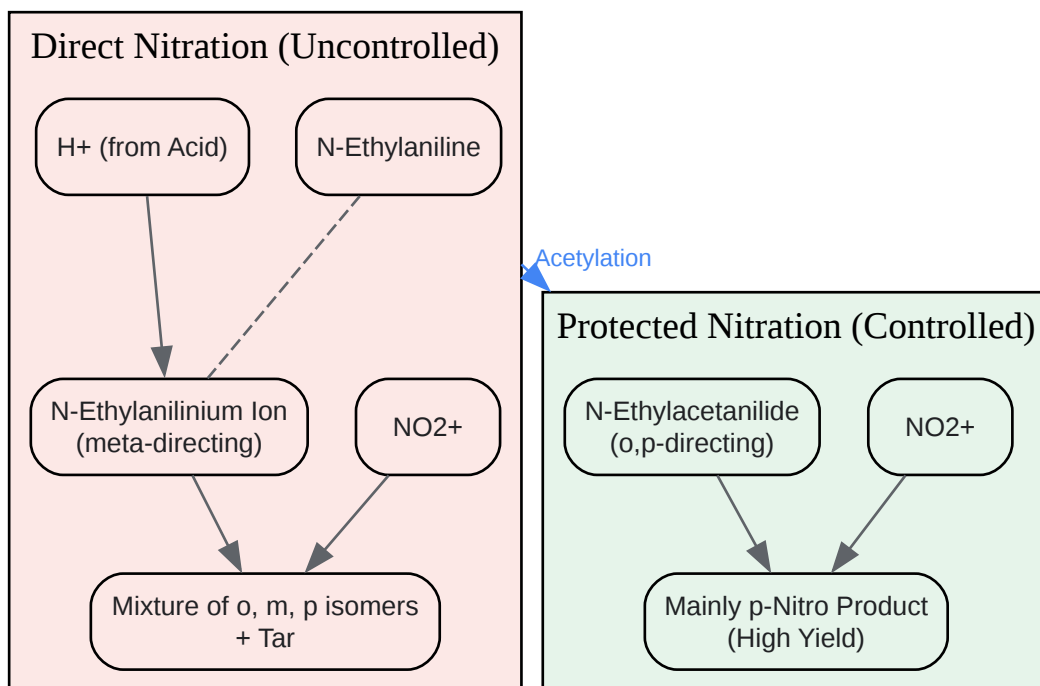 Direct Nitration (Uncontrolled)
H+ (from Acid)
N-Ethylaniline
N-Ethylanilinium Ion
(meta-directing)
NO2+
Mixture of o, m, p isomers
+ Tar
Acetylation
Protected Nitration (Controlled)
N-Ethylacetanilide
(o,p-directing)
NO2+
Mainly p-Nitro Product
(High Yield)